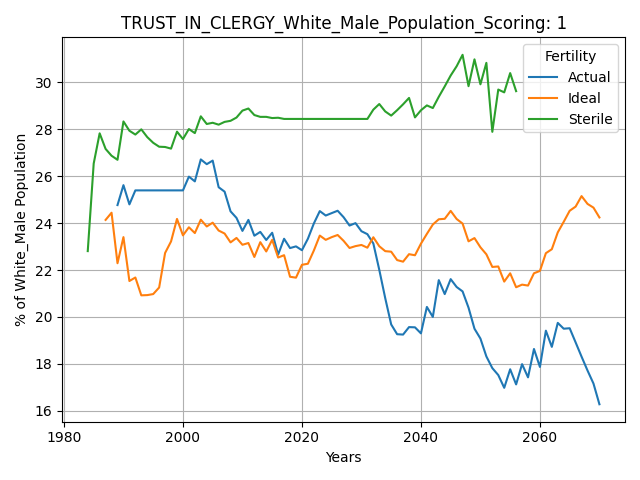 TRUST_IN_CLERGY_White_Male_Population_Scoring: 1
Fertility
Actual
Ideal
Sterile
% of White_Male Population
30
28
26
24
22
20
18
16
1980
2000
2020
2040
2060
Years